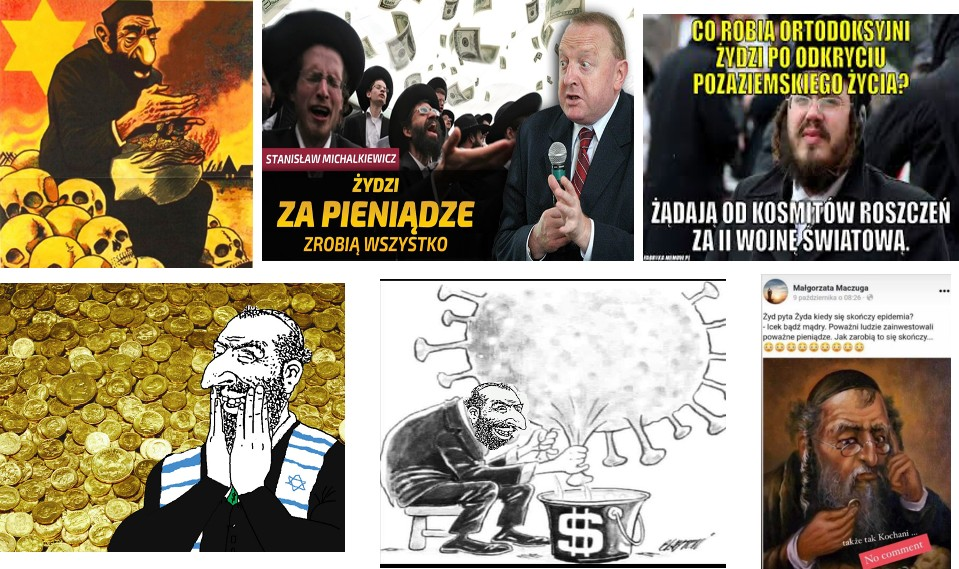 STANISŁAW MICHALKIEWICZ
ŻYDZI
ZA PIENIĄDZE
ZROBIĄ WSZYSTKO
CO ROBIĄ ORTODOKSYJNI
ŻYDZI PO ODKRYCIU
POZAZIEMSKIEGO ŻYCIA?
ŻĄDAJĄ OD KOSMITÓW ROSZCZEŃ
ZA II WOJNĘ ŚWIATOWĄ.
FABRYKA MEMOW.PL
$
Małgorzata Maczuga
9 października o 08:26
Żyd pyta Żyda kiedy się skończy epidemia?
- Icek bądź mądry. Poważni ludzie zainwestowali
poważne pieniądze. Jak zarobią to się skończy...
także tak Kochani ...
No comment